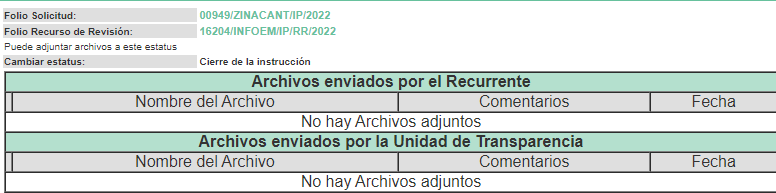 Folio Solicitud: 00949/ZINACANT/IP/2022
Folio Recurso de Revisión: 16204/INFOEM/IP/RR/2022
Puede adjuntar archivos a este estatus
Cambiar estatus: Cierre de la instrucción
Archivos enviados por el Recurrente
Nombre del Archivo Comentarios Fecha
No hay Archivos adjuntos
Archivos enviados por la Unidad de Transparencia
Nombre del Archivo Comentarios Fecha
No hay Archivos adjuntos